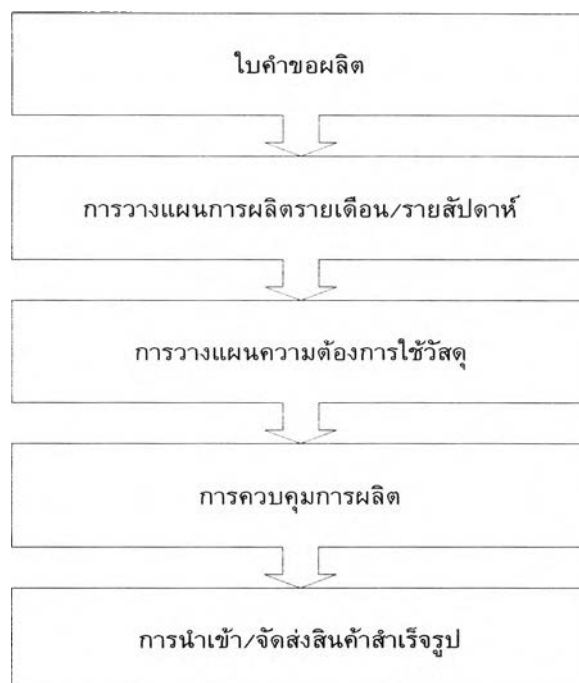 ใบคำขอผลิต
การวางแผนการผลิตรายเดือน/รายสัปดาห์
การวางแผนความต้องการใช้วัสดุ
การควบคุมการผลิต
การนำเข้า/จัดส่งสินค้าสำเร็จรูป